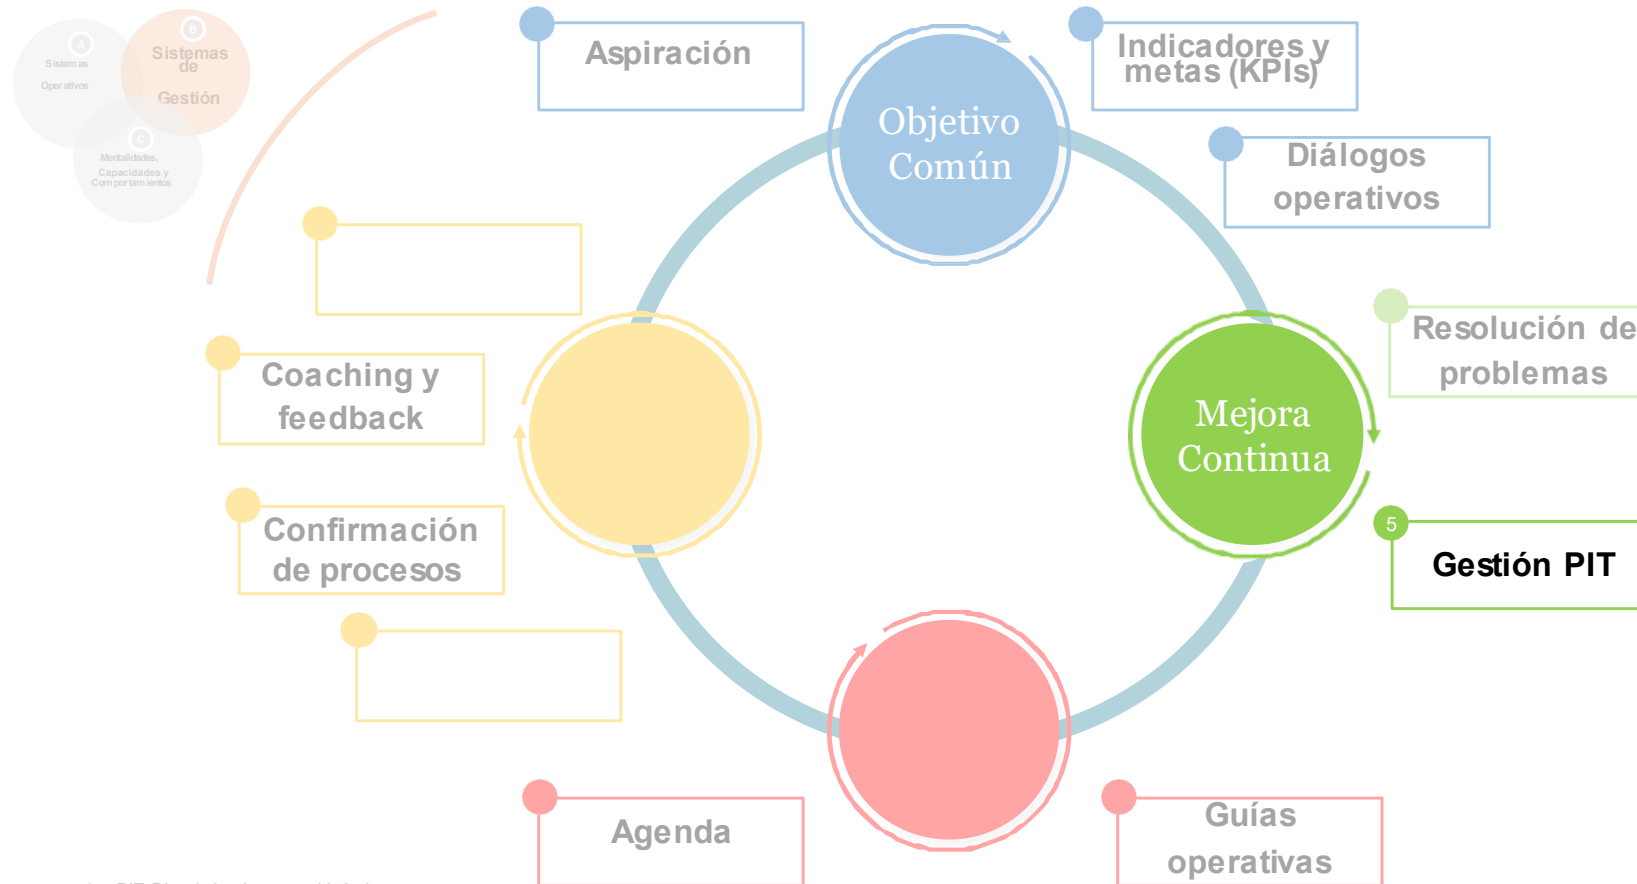 A
Sistemas
Operativos
B
Sistemas
de
Gestión
C
Mentalidades,
Capacidades y
Comportamientos
Aspiración
Indicadores y
metas (KPIs)
Objetivo
Común
Diálogos
operativos
Resolución de
problemas
Coaching y
feedback
Mejora
Continua
Confirmación
de procesos
5
Gestión PIT
Agenda
Guías
operativas